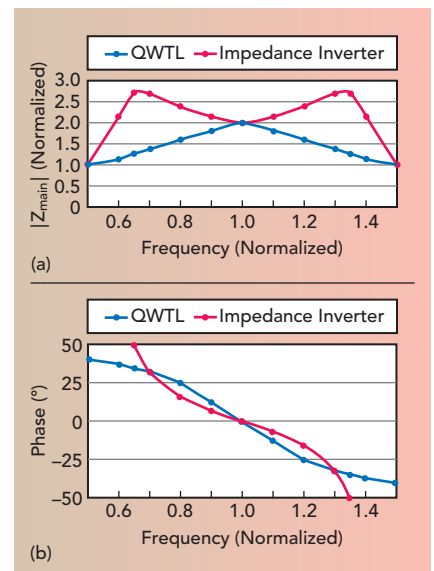 QWTL Impedance Inverter
3.0
2.5
2.0
1.5
1.0
0.5
0
|Zmain| (Normalized)
0.6 0.8 1.0 1.2 1.4
Frequency (Normalized)
(a)
QWTL Impedance Inverter
50
25
0
–25
–50
Phase (°)
0.6 0.8 1.0 1.2 1.4
Frequency (Normalized)
(b)